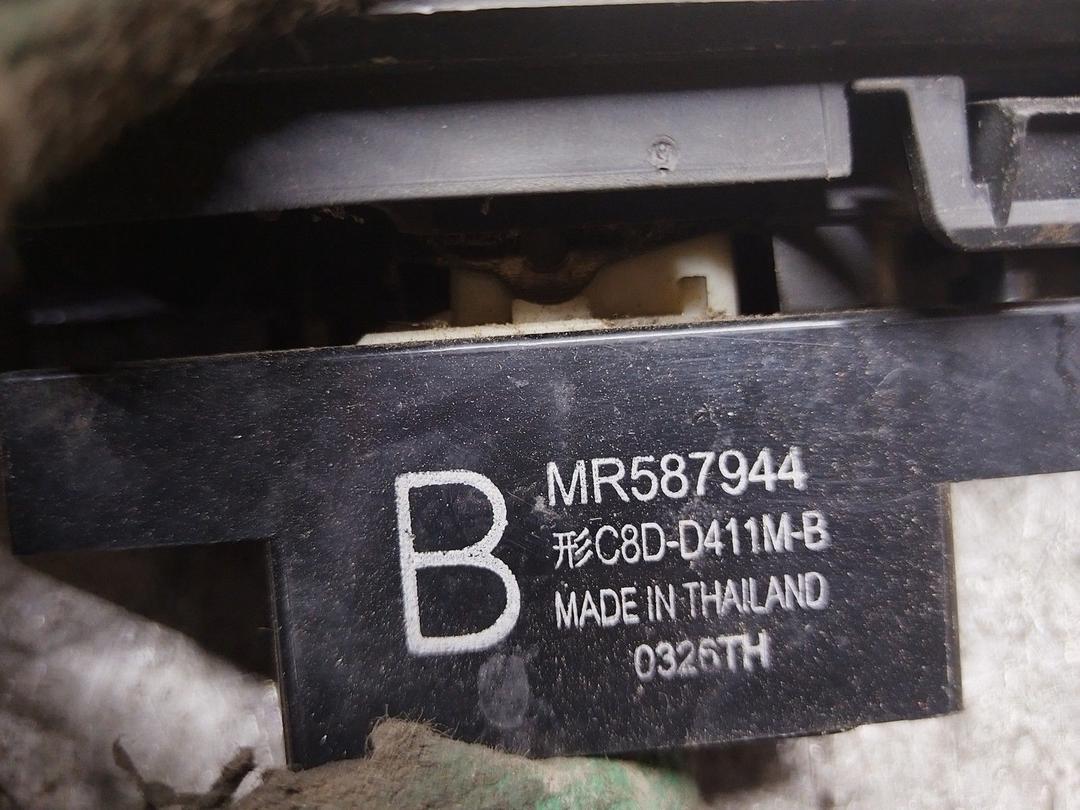 B
MR587944
形C8D-D411M-B
MADE IN THAILAND
0326TH